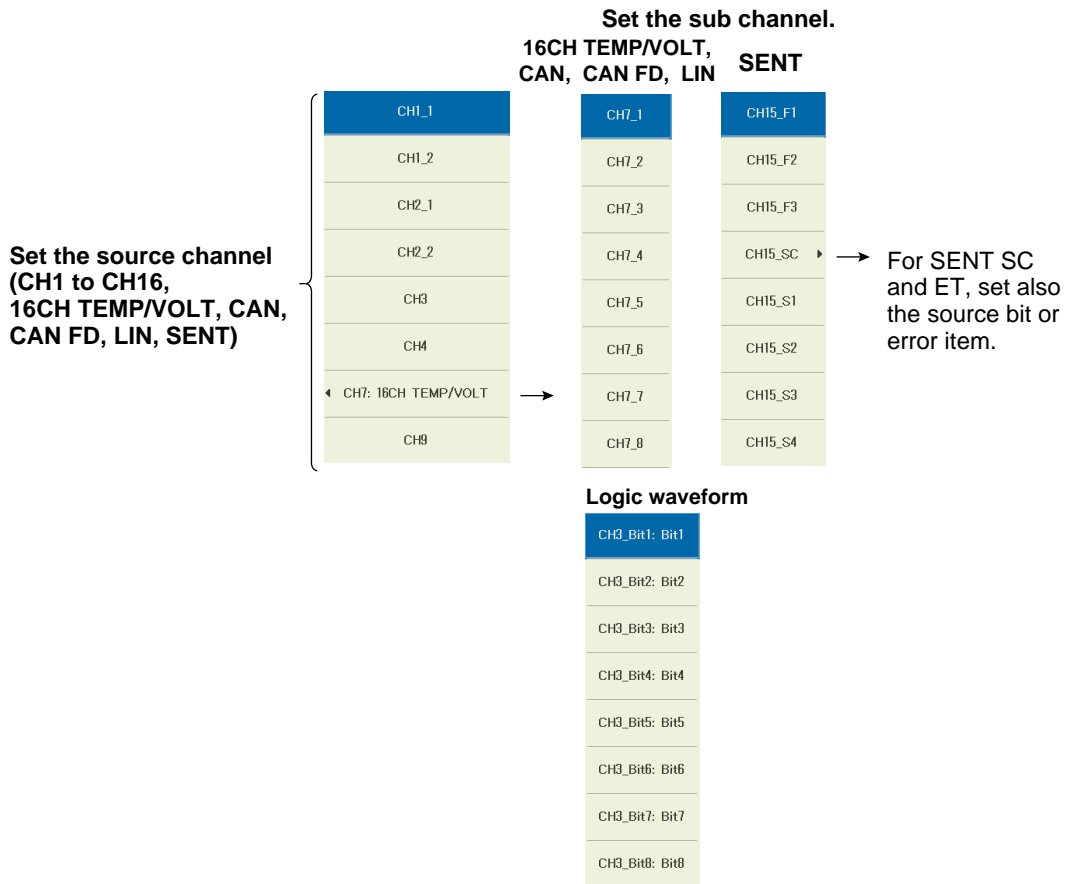 Set the sub channel.
16CH TEMP/VOLT,
CAN, CAN FD, LIN
SENT
Set the source channel
(CH1 to CH16,
16CH TEMP/VOLT, CAN,
CAN FD, LIN, SENT)
CH1_1
CH1_2
CH2_1
CH2_2
CH3
CH4
CH7: 16CH TEMP/VOLT
CH9
CH7_1
CH7_2
CH7_3
CH7_4
CH7_5
CH7_6
CH7_7
CH7_8
CH15_F1
CH15_F2
CH15_F3
CH15_SC
CH15_S1
CH15_S2
CH15_S3
CH15_S4
For SENT SC
and ET, set also
the source bit or
error item.
Logic waveform
CH3_Bit1: Bit1
CH3_Bit2: Bit2
CH3_Bit3: Bit3
CH3_Bit4: Bit4
CH3_Bit5: Bit5
CH3_Bit6: Bit6
CH3_Bit7: Bit7
CH3_Bit8: Bit8